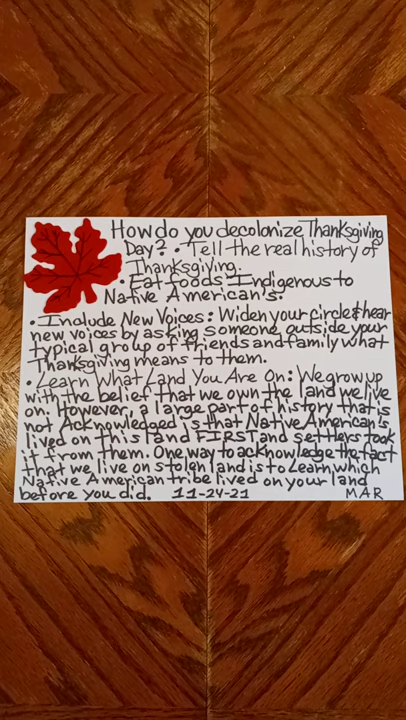 How do you decolonize Thanksgiving
Day? • Tell the real history of
Thanksgiving.
• Eat foods Indigenous to
Native American's.
• Include New Voices: Widen your circle & hear
new voices by asking someone outside your
typical group of friends and family what
Thanksgiving means to them.
• Learn What Land You Are On: We grow up
with the belief that we own the land we live
on. However, a large part of history that is
not Acknowledged is that Native American's
lived on this land FIRST and settlers took
it from them. One way to acknowledge the fact
that we live on stolen land is to Learn which
Native American tribe lived on your land
before you did. 11-24-21 MAR